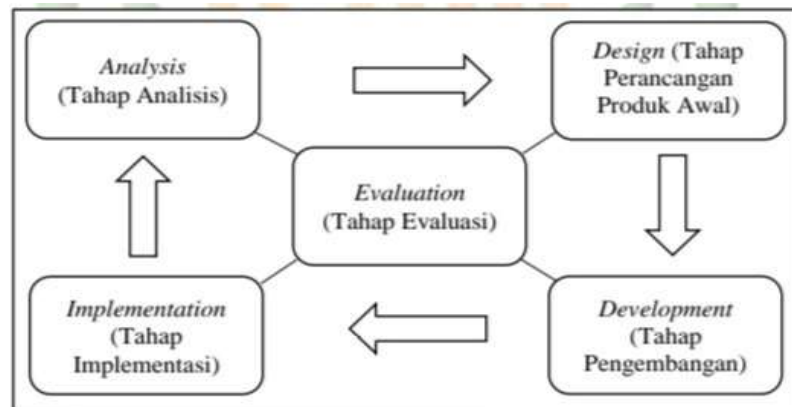 Analysis
(Tahap Analisis)
Design (Tahap
Perancangan
Produk Awal)
Evaluation
(Tahap Evaluasi)
Implementation
(Tahap
Implementasi)
Development
(Tahap
Pengembangan)